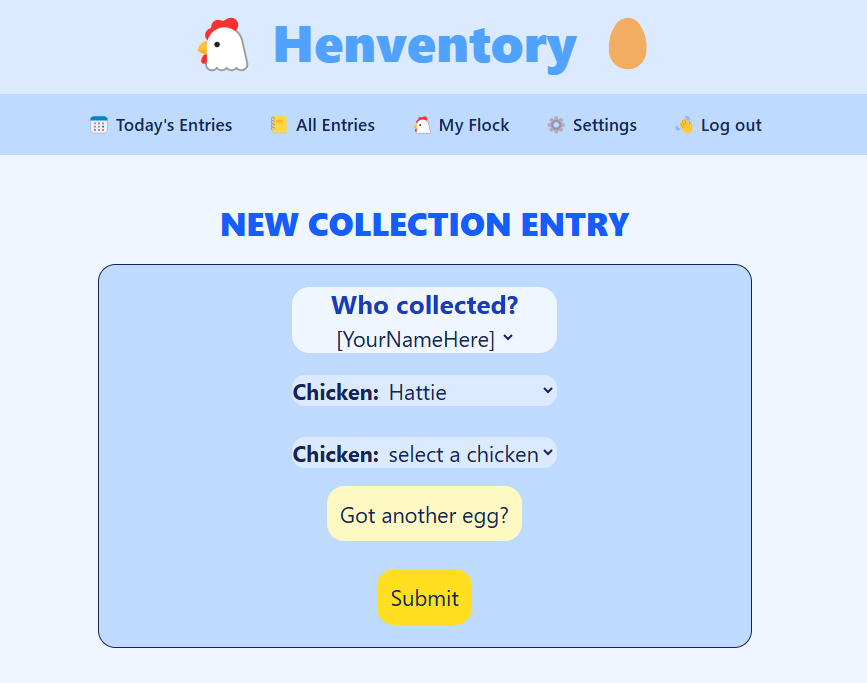 Henventory
Today's Entries All Entries My Flock Settings Log out
NEW COLLECTION ENTRY
Who collected?
[YourNameHere]
Chicken: Hattie
Chicken: select a chicken
Got another egg?
Submit